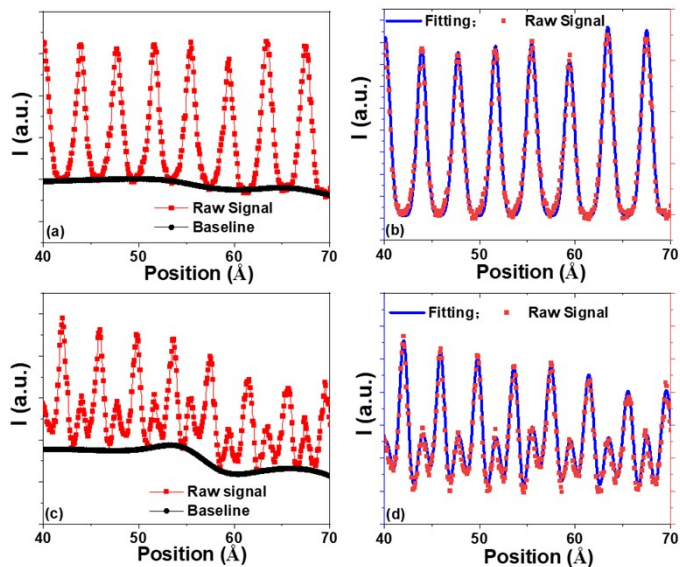 I (a.u.)
Raw Signal
Baseline
(a)
40 50 60 70
Position (Å)
Fitting; Raw Signal
I (a.u.)
(b)
40 50 60 70
Position (Å)
I (a.u.)
Raw signal
Baseline
(c)
40 50 60 70
Position (Å)
Fitting; Raw Signal
I (a.u.)
(d)
40 50 60 70
Position (Å)